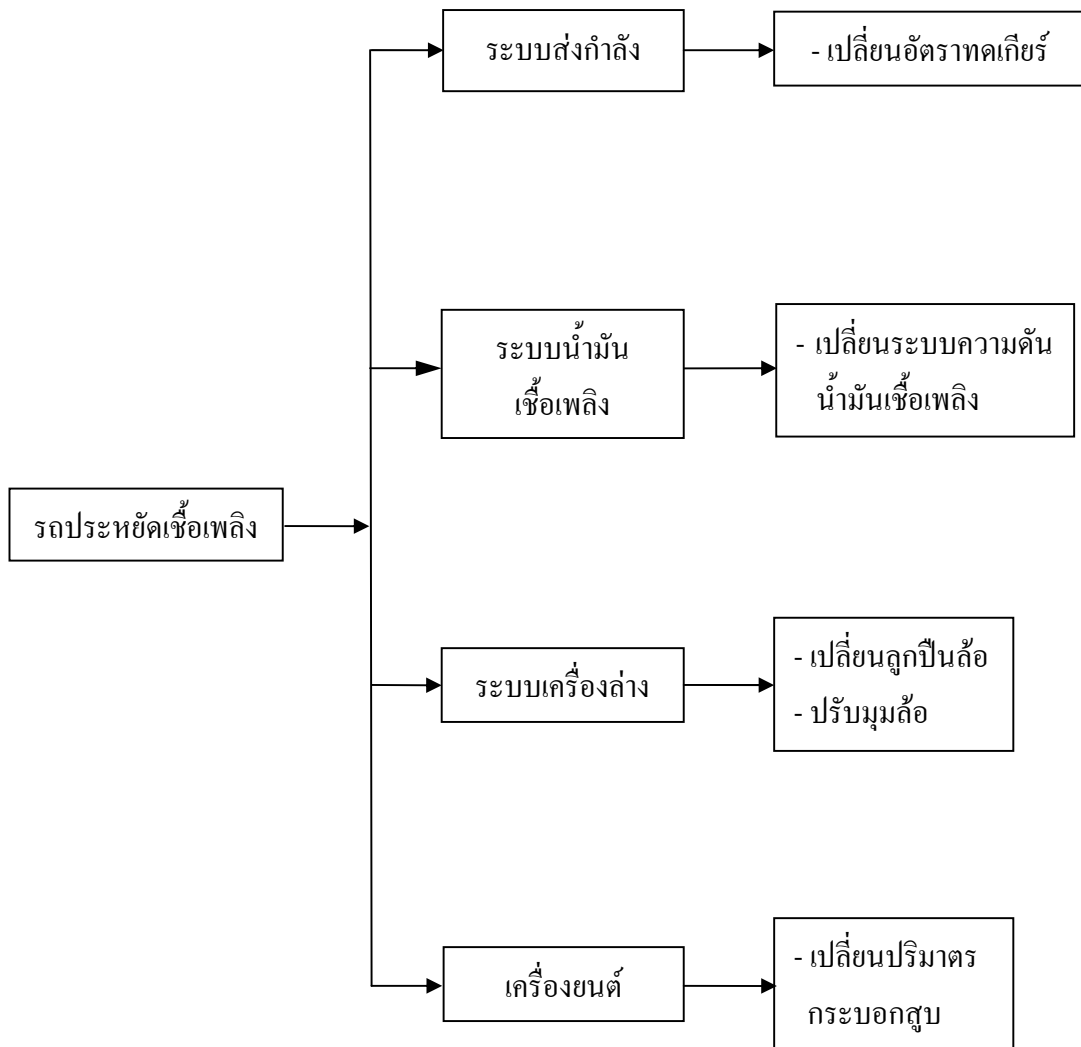 ระบบส่งกำลัง
- เปลี่ยนอัตราทดเกียร์
ระบบน้ำมัน
เชื้อเพลิง
- เปลี่ยนระบบความดัน
น้ำมันเชื้อเพลิง
รถประหยัดเชื้อเพลิง
ระบบเครื่องล่าง
- เปลี่ยนลูกปืนล้อ
- ปรับมุมล้อ
เครื่องยนต์
- เปลี่ยนปริมาตร
กระบอกสูบ